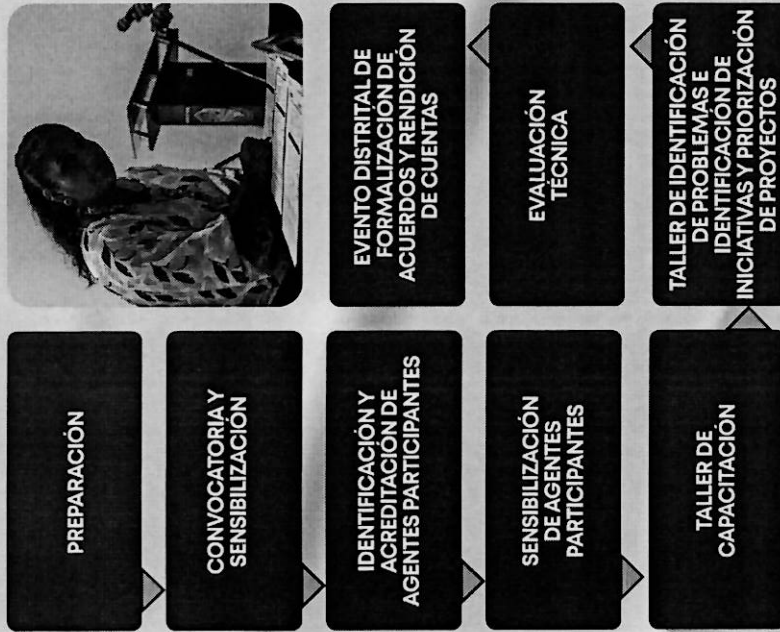 PREPARACIÓN
CONVOCATORIA Y
SENSIBILIZACIÓN
IDENTIFICACIÓN Y
ACREDITACIÓN DE
AGENTES PARTICIPANTES
SENSIBILIZACIÓN
DE AGENTES
PARTICIPANTES
TALLER DE
CAPACITACIÓN
TALLER DE IDENTIFICACIÓN
DE PROBLEMAS E
IDENTIFICACIÓN DE
INICIATIVAS Y PRIORIZACIÓN
DE PROYECTOS
EVALUACIÓN
TÉCNICA
EVENTO DISTRITAL DE
FORMALIZACIÓN DE
ACUERDOS Y RENDICIÓN
DE CUENTAS